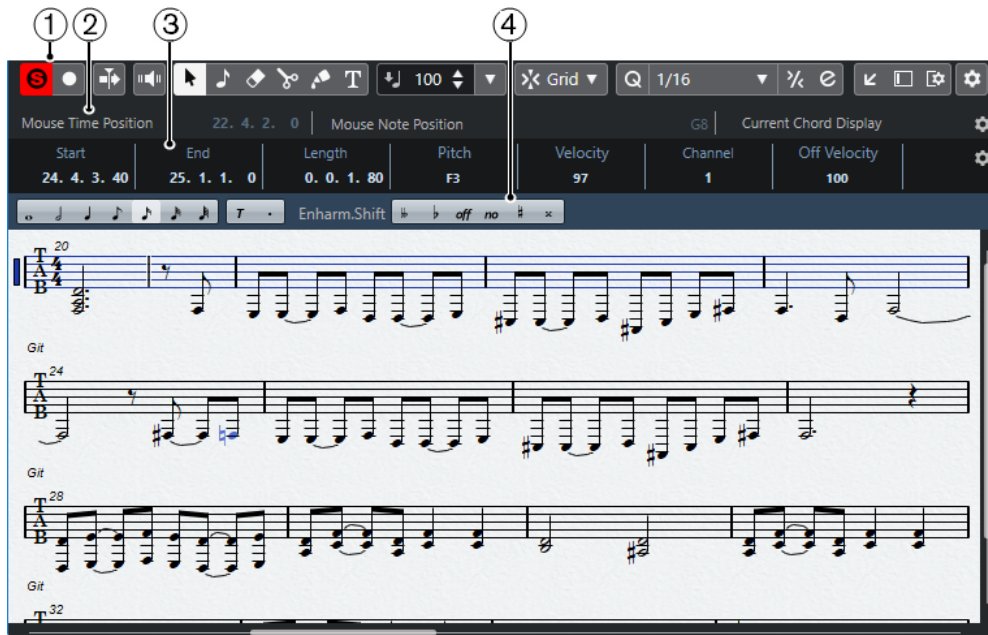 1 2 3 4
S T 100 Grid Q 1/16
Mouse Time Position 22. 4. 2. 0 Mouse Note Position G8 Current Chord Display
Start End Length Pitch Velocity Channel Off Velocity
24. 4. 3. 40 25. 1. 1. 0 0. 0. 1. 80 F3 97 1 100
T . Enharm.Shift off no
20
T
A
B
4
4
Git
24
T
A
B
Git
28
T
A
B
Git
32
T